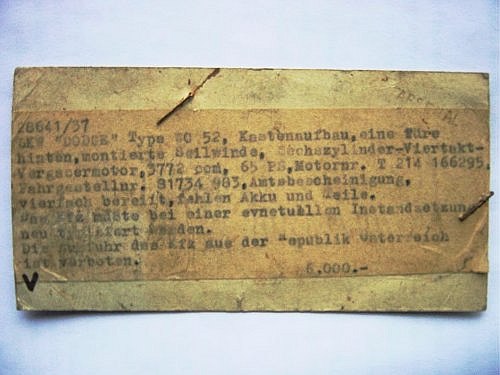 ARSENAL
28641/37
LKW "DODGE" Type WC 52, Kastenaufbau, eine Türe
hinten, montierte Seilwinde, Sechszylinder-Viertakt-
Vergasermotor, 3772 ccm, 65 PS, Motornr. T 214 166295.
Fahrgestellnr. 81734 983, Amtsbescheinigung,
vierfach bereift, fehlen Akku und Teile.
Das Kfz müßte bei einer evnetuellen Instandsetzung
neu werden.
Die Ausfuhr des Kfz aus der Republik Österreich
ist verboten.
6.000.-
V